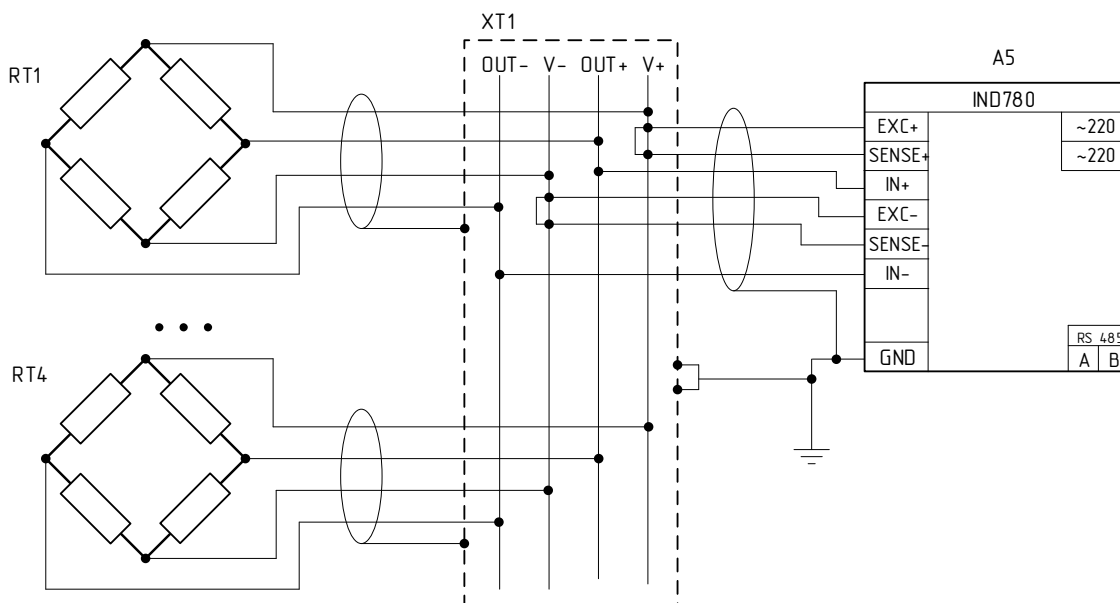 XT1
RT1
OUT- V- OUT+ V+
A5
IND780
EXC+
~220
SENSE+
~220
IN+
EXC-
SENSE-
IN-
RS 485
GND
A B
RT4